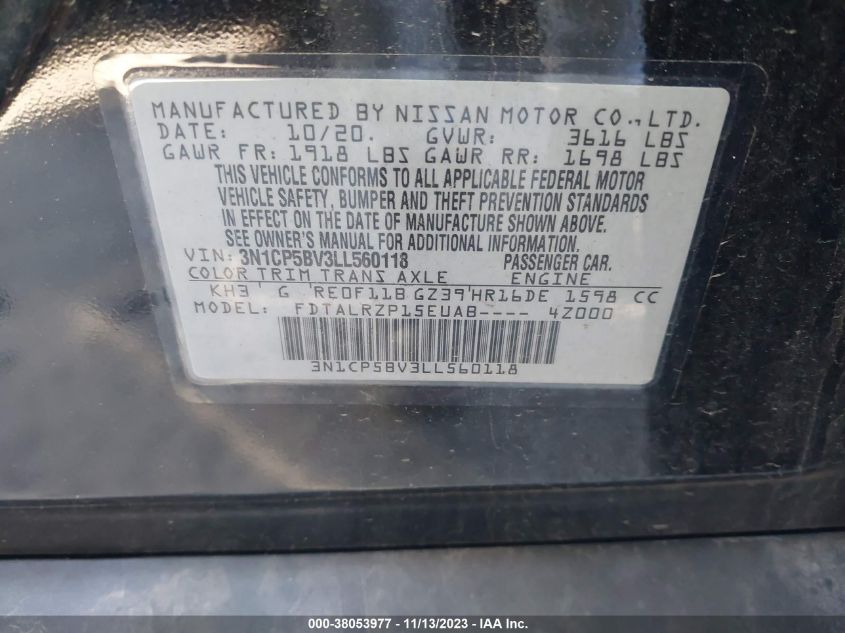 MANUFACTURED BY NISSAN MOTOR CO., LTD.
DATE: 10/20. GVWR: 3616 LBS
GAWR FR: 1918 LBS GAWR RR: 1698 LBS
THIS VEHICLE CONFORMS TO ALL APPLICABLE FEDERAL MOTOR
VEHICLE SAFETY, BUMPER AND THEFT PREVENTION STANDARDS
IN EFFECT ON THE DATE OF MANUFACTURE SHOWN ABOVE.
SEE OWNER'S MANUAL FOR ADDITIONAL INFORMATION.
VIN: 3N1CP5BV3LL560118 PASSENGER CAR.
COLOR TRIM TRANS AXLE ENGINE
KH3 G RE0F11B GZ39 HR16DE 1598 CC
MODEL: FDTALRZP15EUAB---- 4Z000
3N1CP5BV3LL560118
000-38053977 - 11/13/2023 - IAAI.com